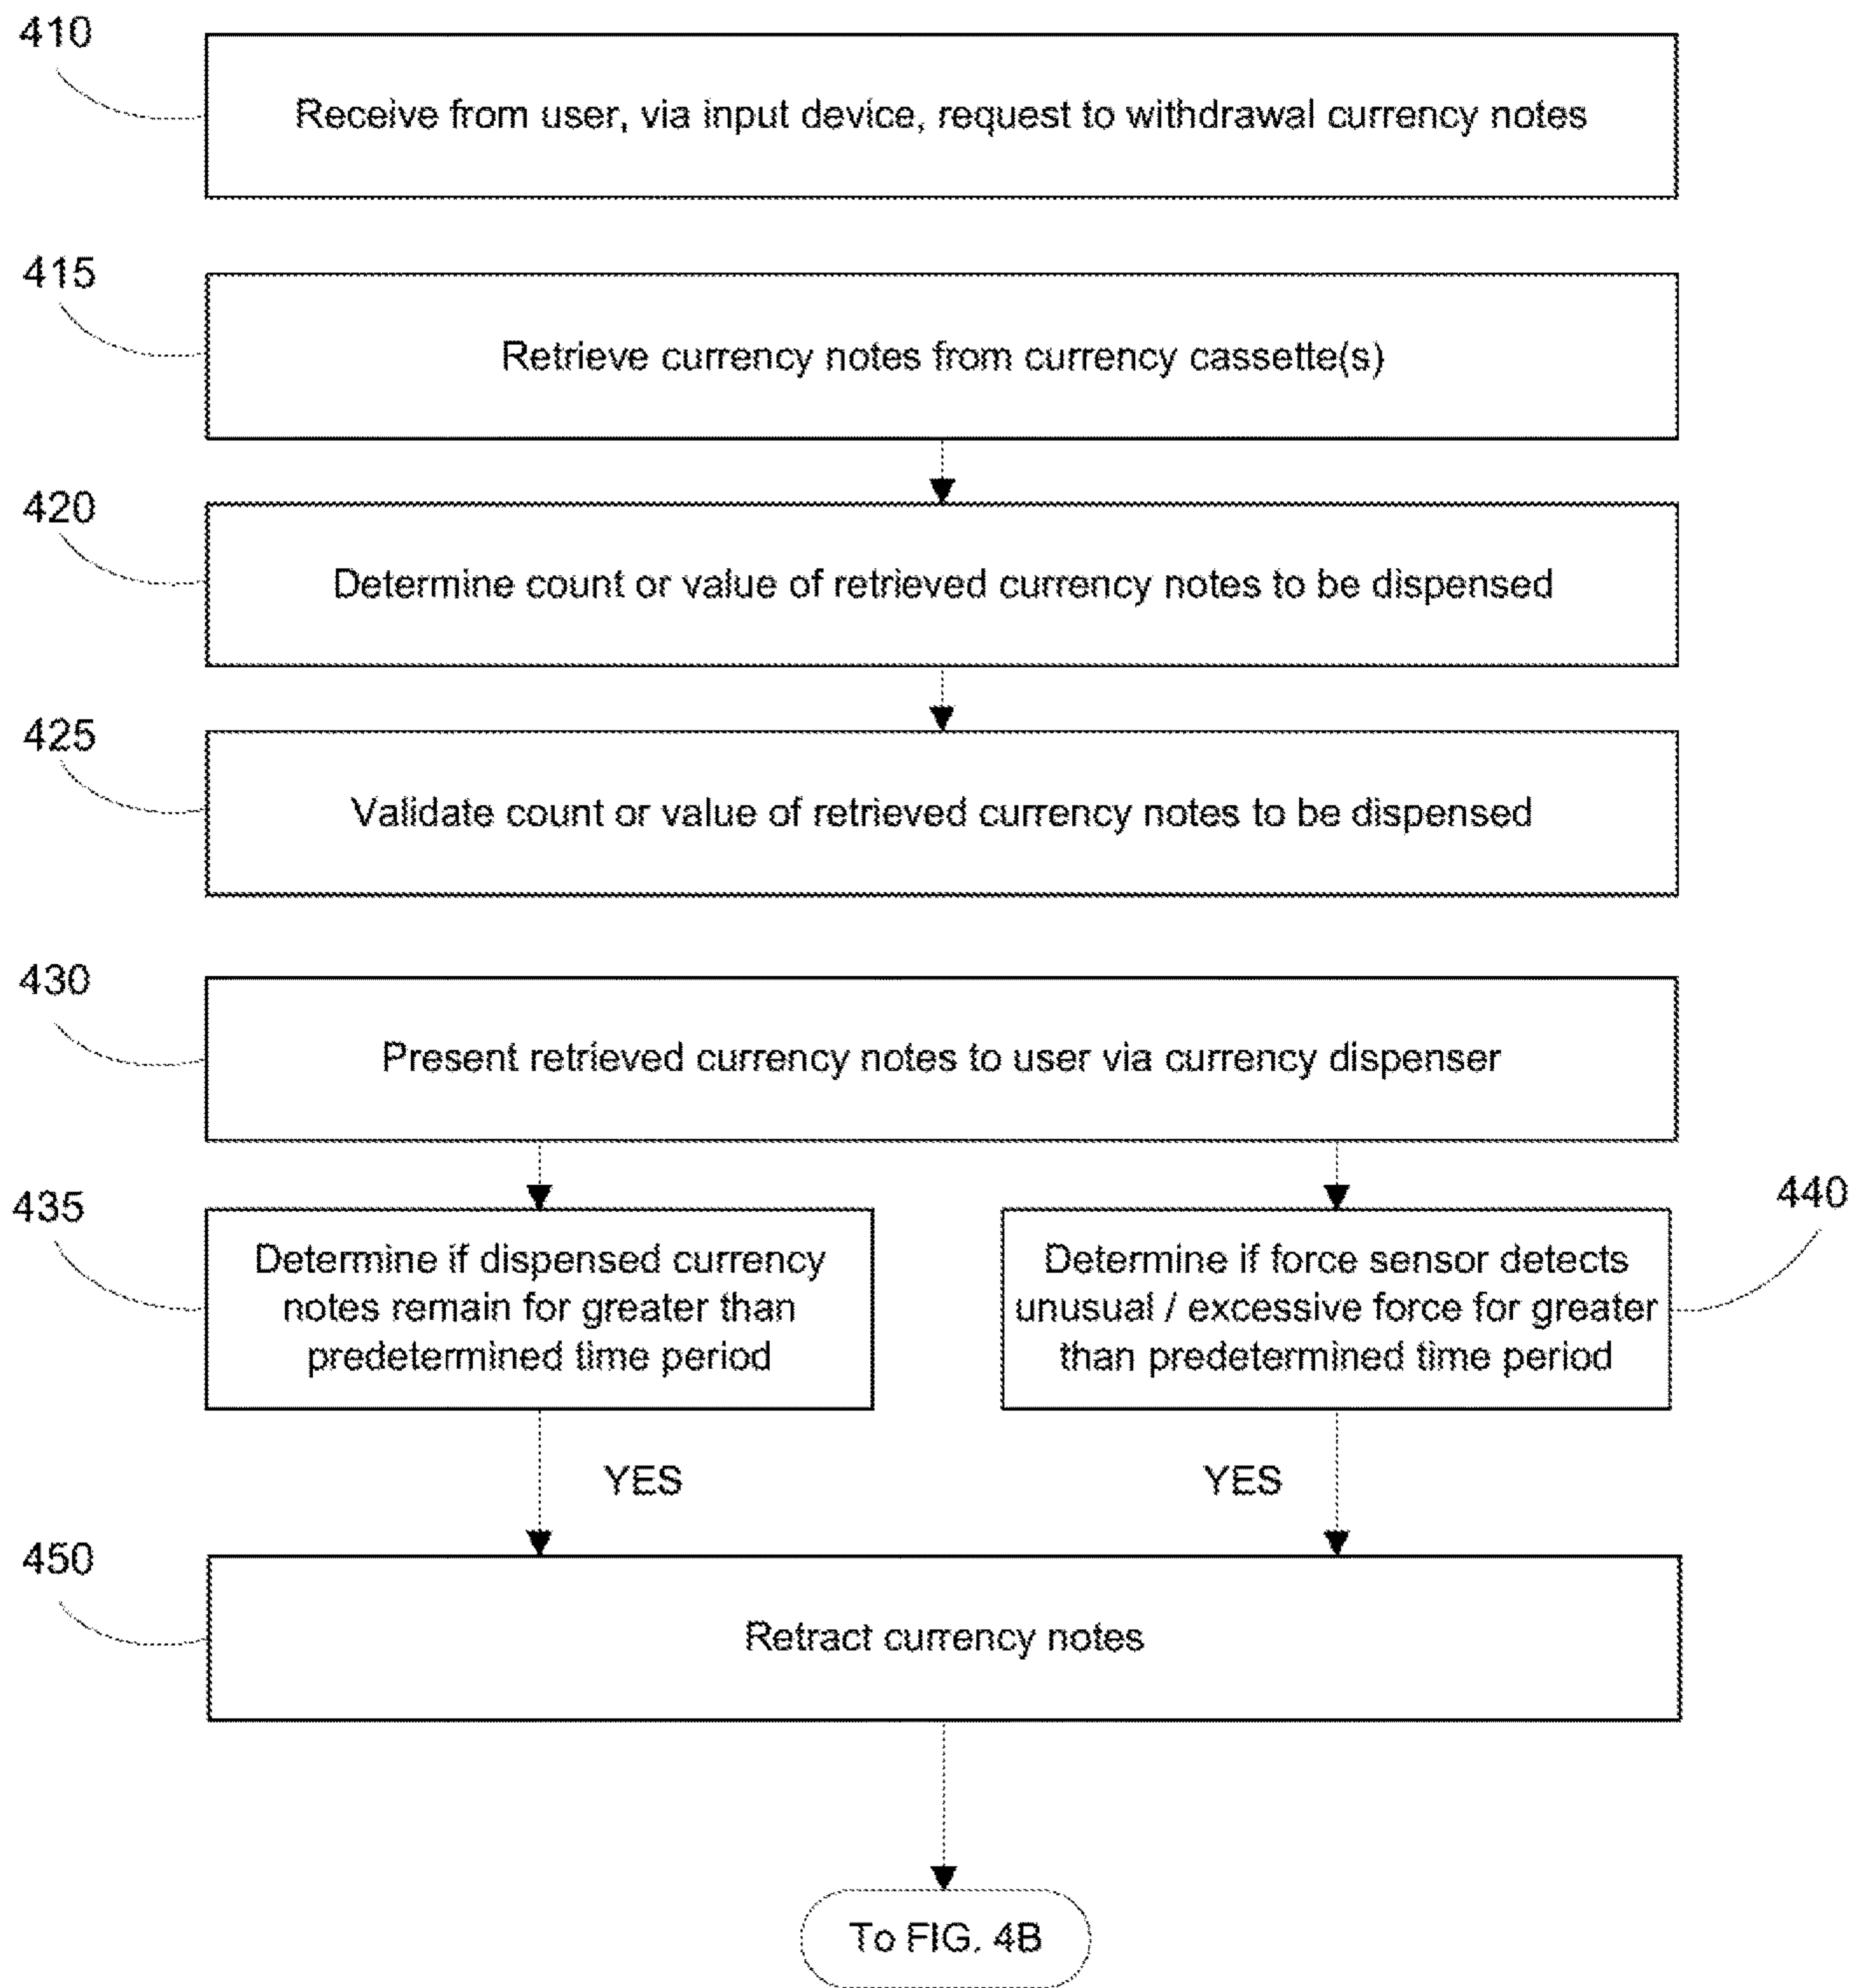 410
Receive from user, via input device, request to withdrawal currency notes
415
Retrieve currency notes from currency cassette(s)
420
Determine count or value of retrieved currency notes to be dispensed
425
Validate count or value of retrieved currency notes to be dispensed
430
Present retrieved currency notes to user via currency dispenser
435
Determine if dispensed currency
notes remain for greater than
predetermined time period
440
Determine if force sensor detects
unusual / excessive force for greater
than predetermined time period
YES
YES
450
Retract currency notes
To FIG. 4B